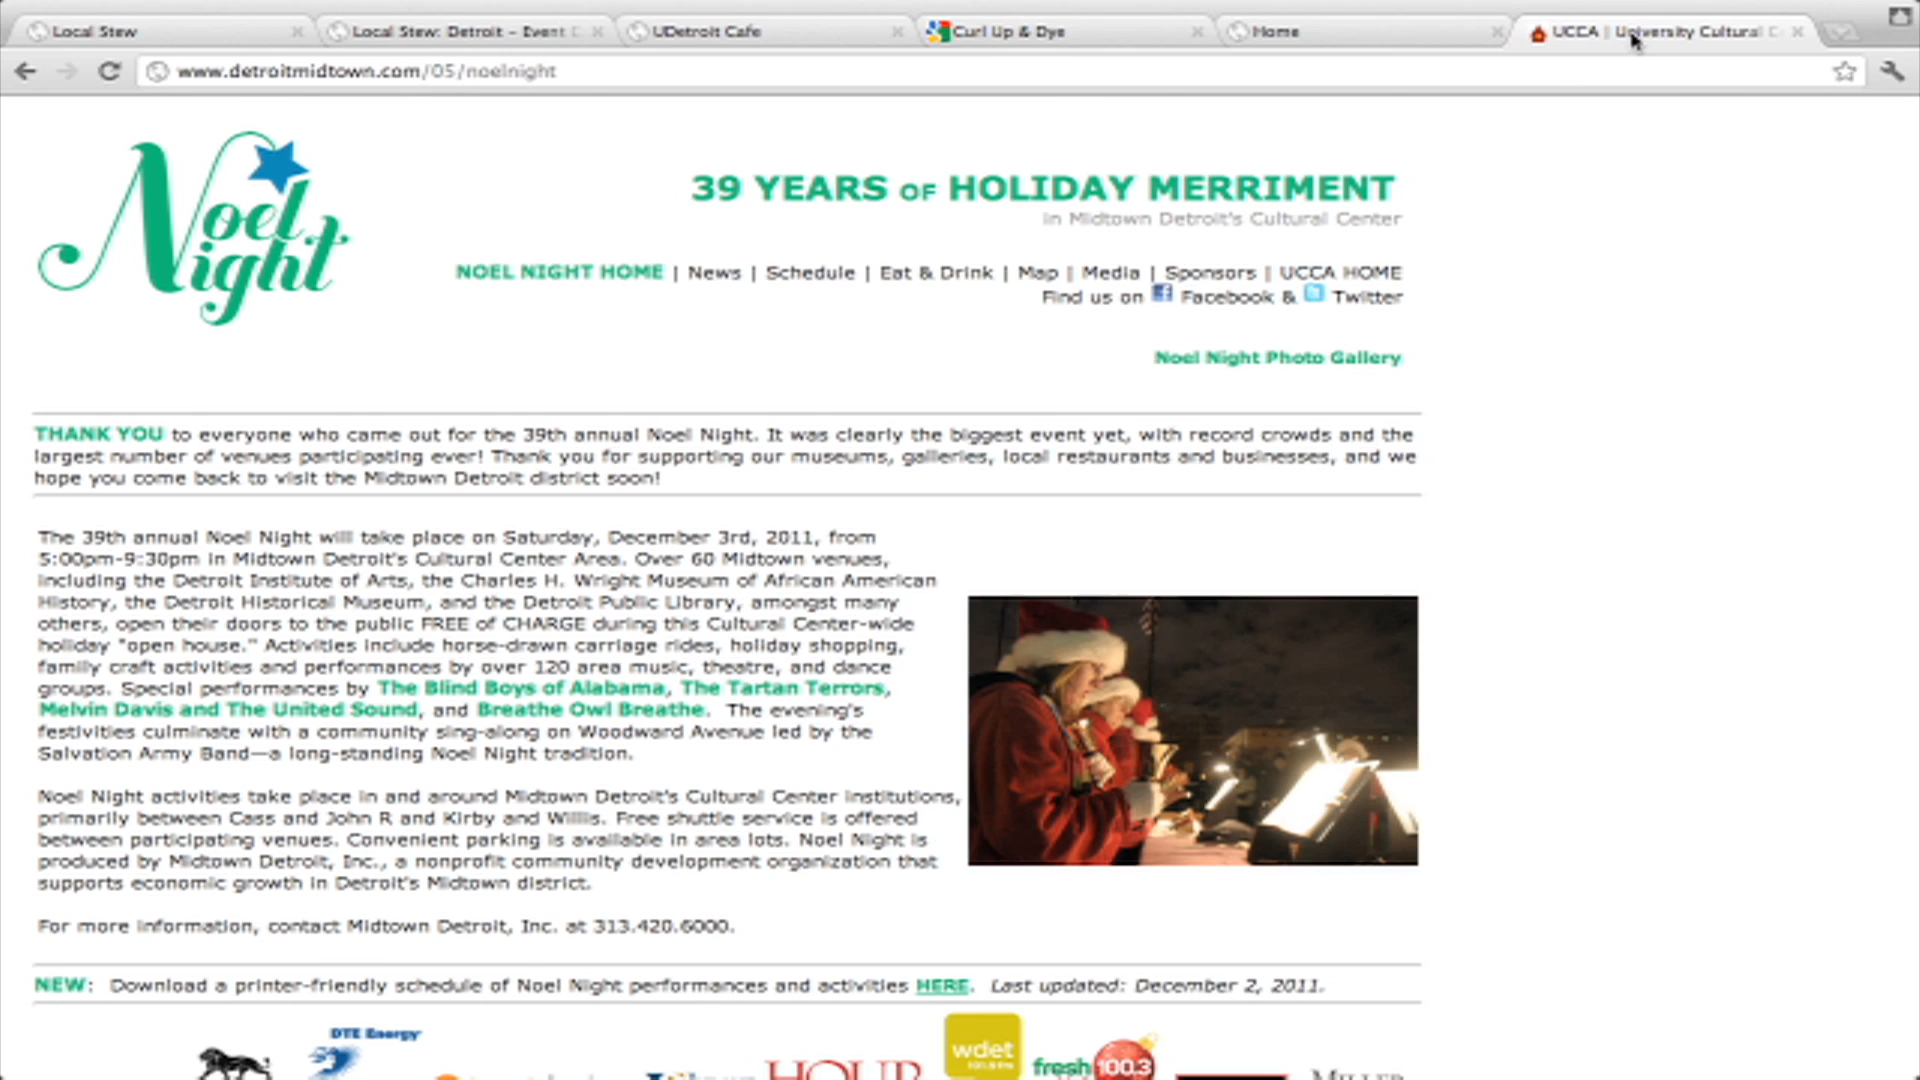 Local Stew
Local Stew: Detroit - Event
UDetroit Cafe
Curl Up & Dye
Home
UCCA | University Cultural C
www.detroitmidtown.com/05/noelnight
Noel
Night
39 YEARS OF HOLIDAY MERRIMENT
in Midtown Detroit's Cultural Center
NOEL NIGHT HOME | News | Schedule | Eat & Drink | Map | Media | Sponsors | UCCA HOME
Find us on Facebook & Twitter
Noel Night Photo Gallery
THANK YOU to everyone who came out for the 39th annual Noel Night. It was clearly the biggest event yet, with record crowds and the
largest number of venues participating ever! Thank you for supporting our museums, galleries, local restaurants and businesses, and we
hope you come back to visit the Midtown Detroit district soon!
The 39th annual Noel Night will take place on Saturday, December 3rd, 2011, from
5:00pm-9:30pm in Midtown Detroit's Cultural Center Area. Over 60 Midtown venues,
including the Detroit Institute of Arts, the Charles H. Wright Museum of African American
History, the Detroit Historical Museum, and the Detroit Public Library, amongst many
others, open their doors to the public FREE of CHARGE during this Cultural Center-wide
holiday "open house." Activities include horse-drawn carriage rides, holiday shopping,
family craft activities and performances by over 120 area music, theatre, and dance
groups. Special performances by The Blind Boys of Alabama, The Tartan Terrors,
Melvin Davis and The United Sound, and Breathe Owl Breathe. The evening's
festivities culminate with a community sing-along on Woodward Avenue led by the
Salvation Army Band—a long-standing Noel Night tradition.
Noel Night activities take place in and around Midtown Detroit's Cultural Center institutions,
primarily between Cass and John R and Kirby and Willis. Free shuttle service is offered
between participating venues. Convenient parking is available in area lots. Noel Night is
produced by Midtown Detroit, Inc., a nonprofit community development organization that
supports economic growth in Detroit's Midtown district.
For more information, contact Midtown Detroit, Inc. at 313.420.6000.
NEW: Download a printer-friendly schedule of Noel Night performances and activities HERE. Last updated: December 2, 2011.
DTE Energy
HOUR
wdet
101.9 FM
fresh 100.3
MILLER